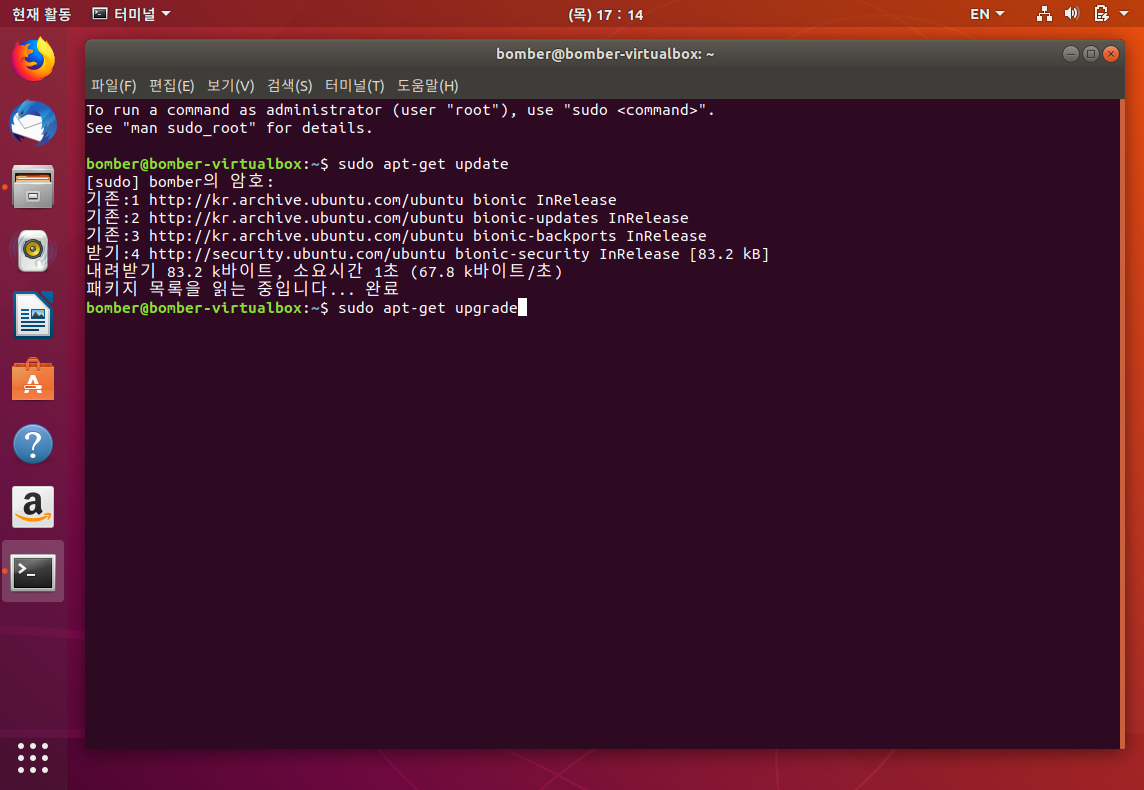 현재 활동 터미널 (목) 17 : 14 EN
bomber@bomber-virtualbox: ~
파일(F) 편집(E) 보기(V) 검색(S) 터미널(T) 도움말(H)
To run a command as administrator (user "root"), use "sudo <command>".
See "man sudo_root" for details.
bomber@bomber-virtualbox:~$ sudo apt-get update
[sudo] bomber의 암호:
기존:1 http://kr.archive.ubuntu.com/ubuntu bionic InRelease
기존:2 http://kr.archive.ubuntu.com/ubuntu bionic-updates InRelease
기존:3 http://kr.archive.ubuntu.com/ubuntu bionic-backports InRelease
받기:4 http://security.ubuntu.com/ubuntu bionic-security InRelease [83.2 kB]
내려받기 83.2 k바이트, 소요시간 1초 (67.8 k바이트/초)
패키지 목록을 읽는 중입니다... 완료
bomber@bomber-virtualbox:~$ sudo apt-get upgrade